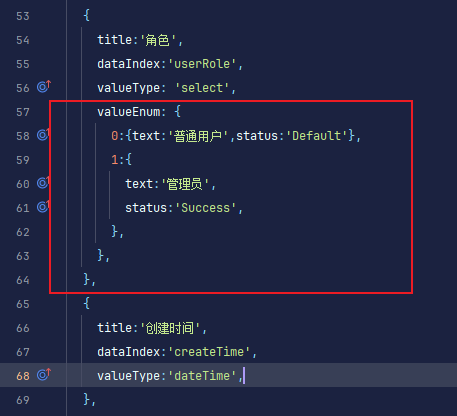 53 {
54 title:'角色',
55 dataIndex:'userRole',
56 valueType: 'select',
57 valueEnum: {
58 0:{text:'普通用户',status:'Default'},
59 1:{
60 text:'管理员',
61 status:'Success',
62 },
63 },
64 },
65 {
66 title:'创建时间',
67 dataIndex:'createTime',
68 valueType:'dateTime',
69 },